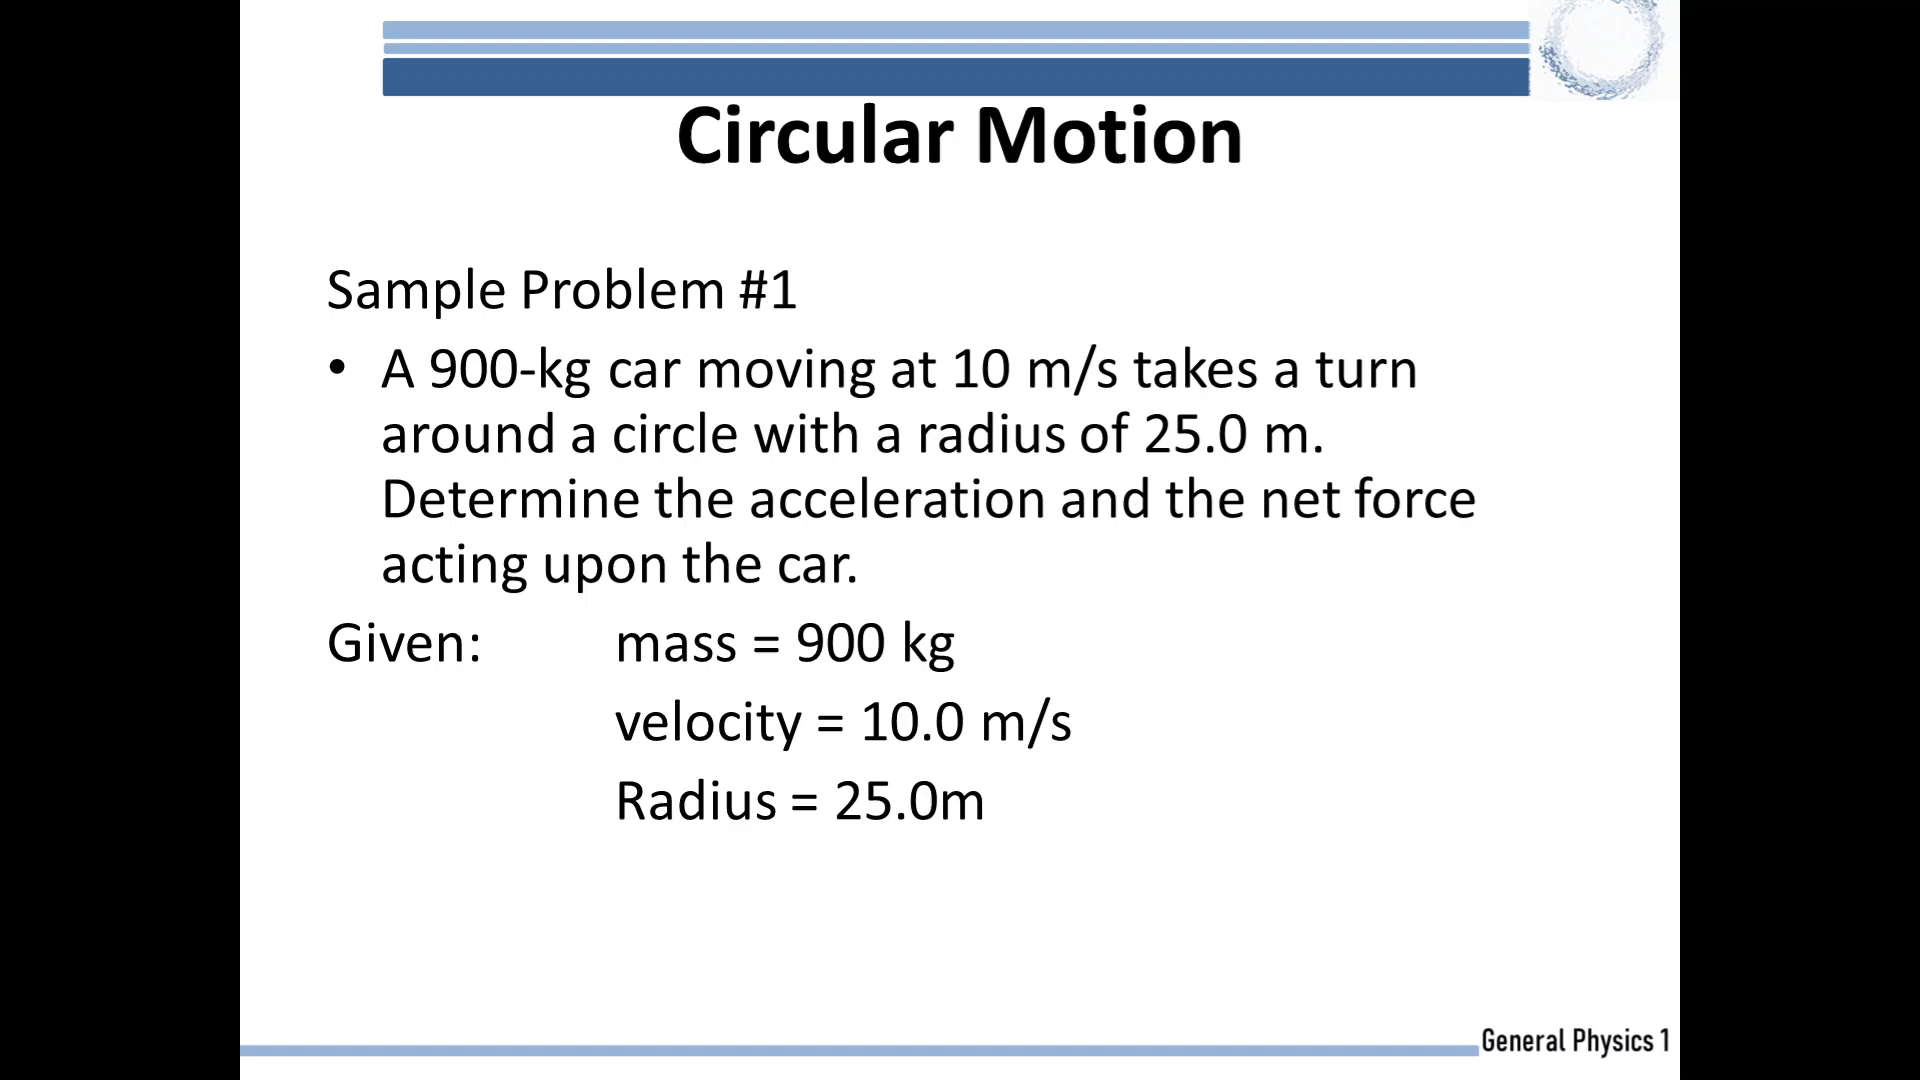 Circular Motion
Sample Problem #1
• A 900-kg car moving at 10 m/s takes a turn
around a circle with a radius of 25.0 m.
Determine the acceleration and the net force
acting upon the car.
Given: mass = 900 kg
velocity = 10.0 m/s
Radius = 25.0m
General Physics 1